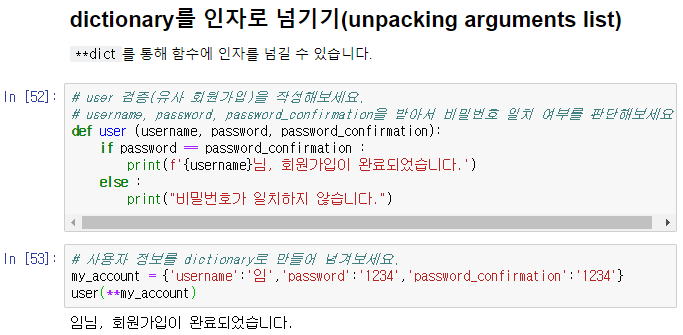 dictionary를 인자로 넘기기(unpacking arguments list)
**dict 를 통해 함수에 인자를 넘길 수 있습니다.
In [52]:
# user 검증(유사 회원가입)을 작성해보세요.
# username, password, password_confirmation을 받아서 비밀번호 일치 여부를 판단해보세요
def user (username, password, password_confirmation):
    if password == password_confirmation :
        print(f'{username}님, 회원가입이 완료되었습니다.')
    else :
        print("비밀번호가 일치하지 않습니다.")
In [53]:
# 사용자 정보를 dictionary로 만들어 넘겨보세요.
my_account = {'username':'임','password':'1234','password_confirmation':'1234'}
user(**my_account)
임님, 회원가입이 완료되었습니다.